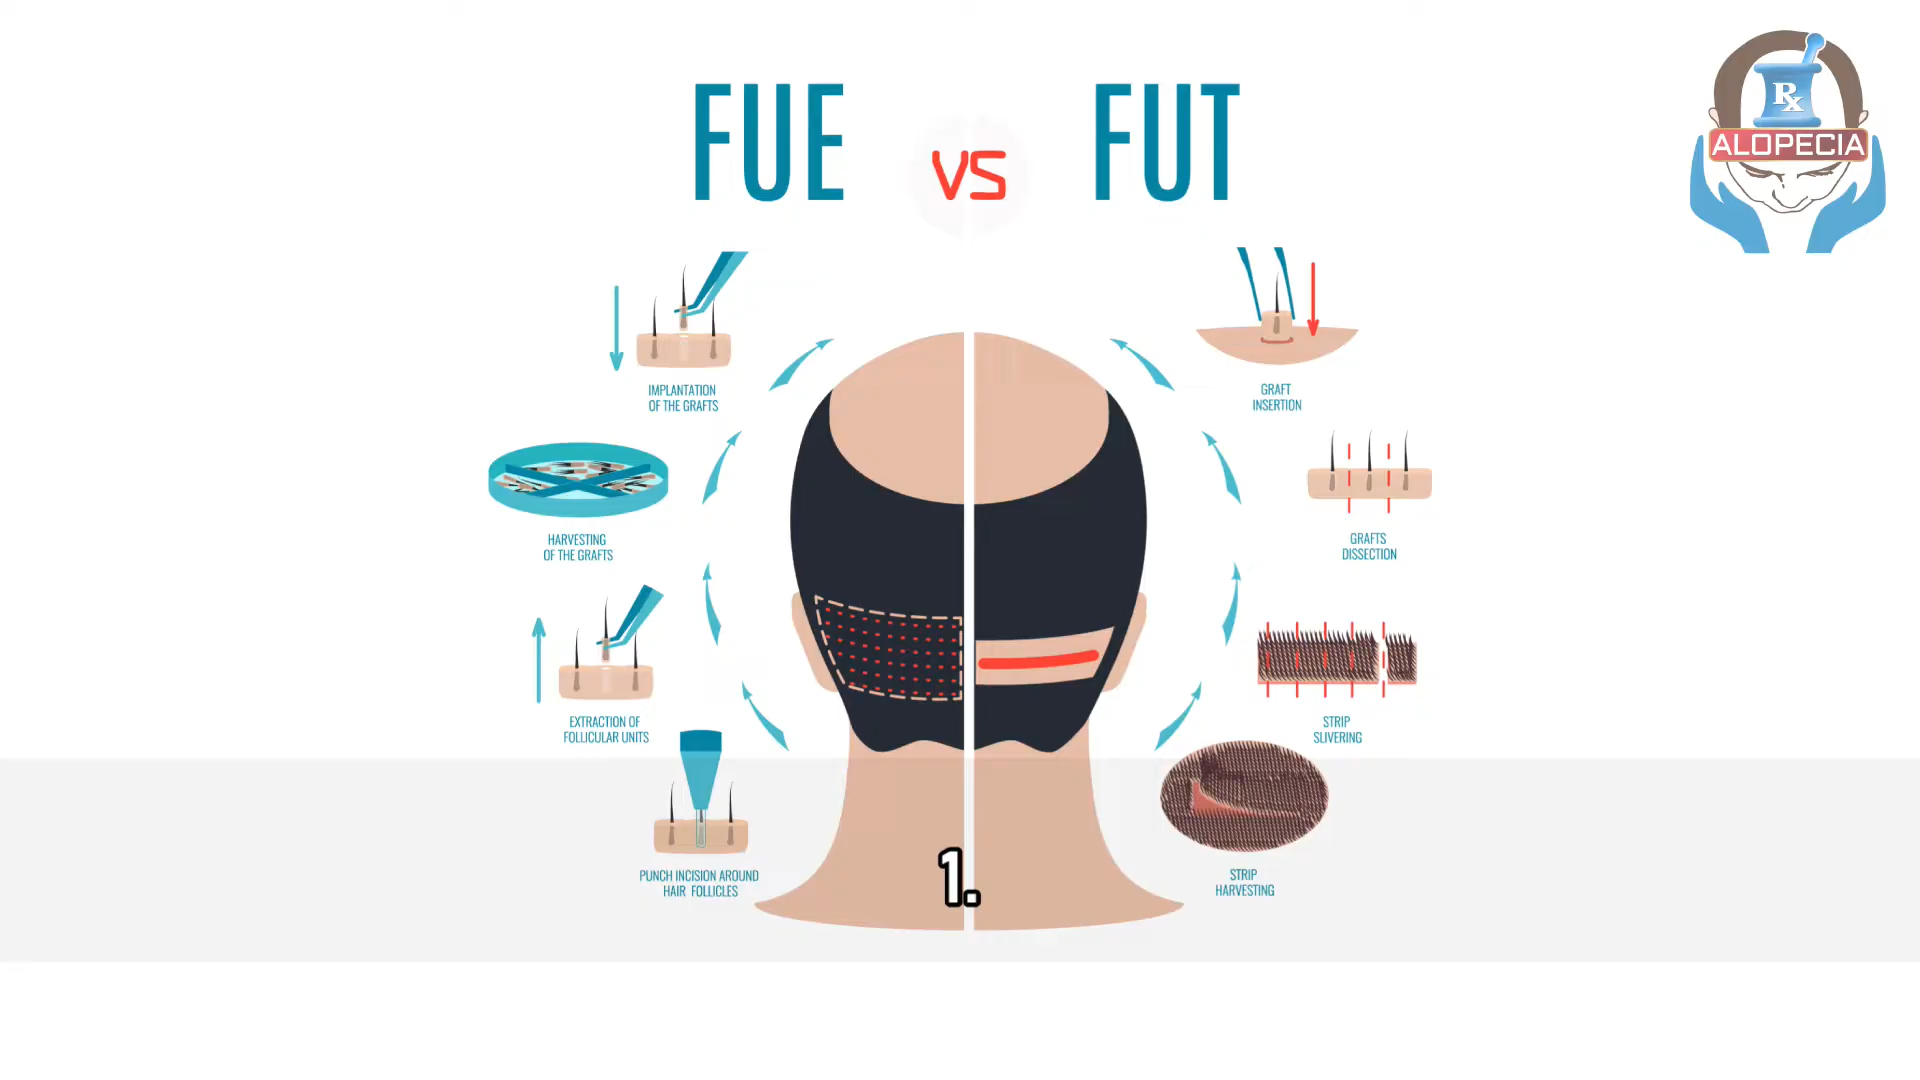 FUE
VS
FUT
Rx
ALOPECIA
IMPLANTATION
OF THE GRAFTS
HARVESTING
OF THE GRAFTS
EXTRACTION OF
FOLLICULAR UNITS
PUNCH INCISION AROUND
HAIR FOLLICLES
GRAFT
INSERTION
GRAFTS
DISSECTION
STRIP
SLIVERING
STRIP
HARVESTING
1.